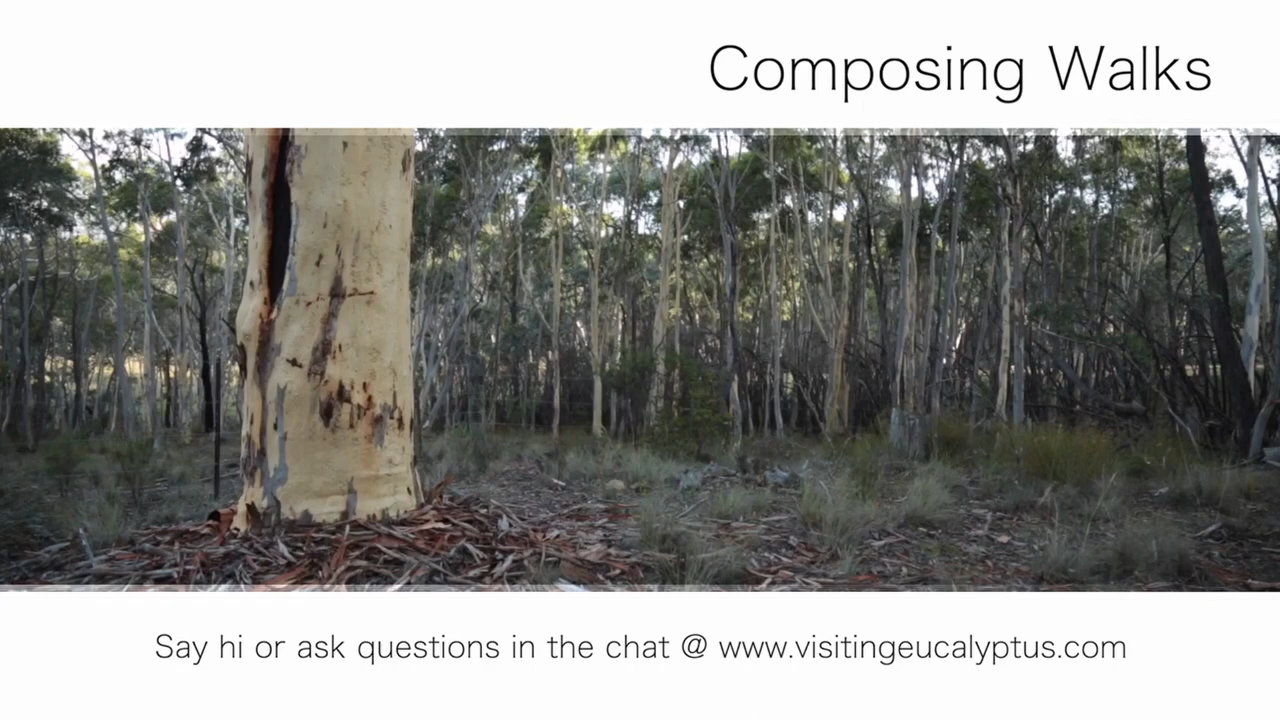 Composing Walks
Say hi or ask questions in the chat @ www.visitingeucalyptus.com